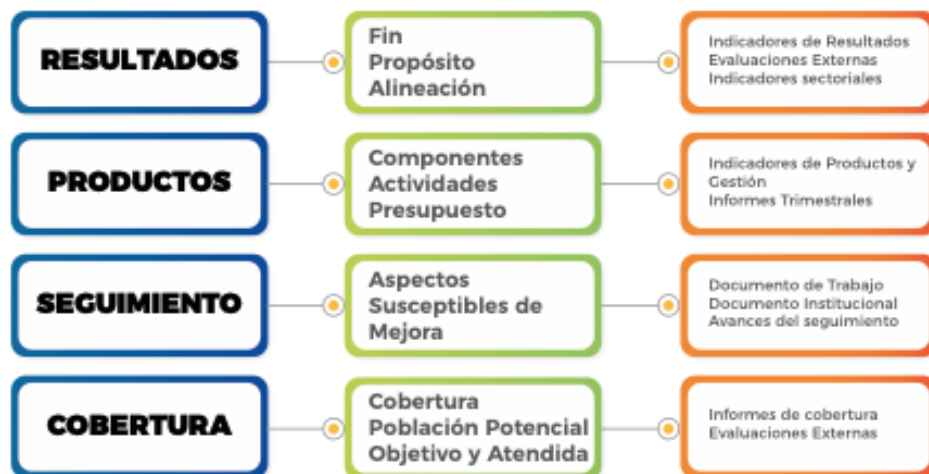 RESULTADOS
Fin
Propósito
Alineación
Indicadores de Resultados
Evaluaciones Externas
Indicadores sectoriales
PRODUCTOS
Componentes
Actividades
Presupuesto
Indicadores de Productos y
Gestión
Informes Trimestrales
SEGUIMIENTO
Aspectos
Susceptibles de
Mejora
Documento de Trabajo
Documento Institucional
Avances del seguimiento
COBERTURA
Cobertura
Población Potencial
Objetivo y Atendida
Informes de cobertura
Evaluaciones Externas